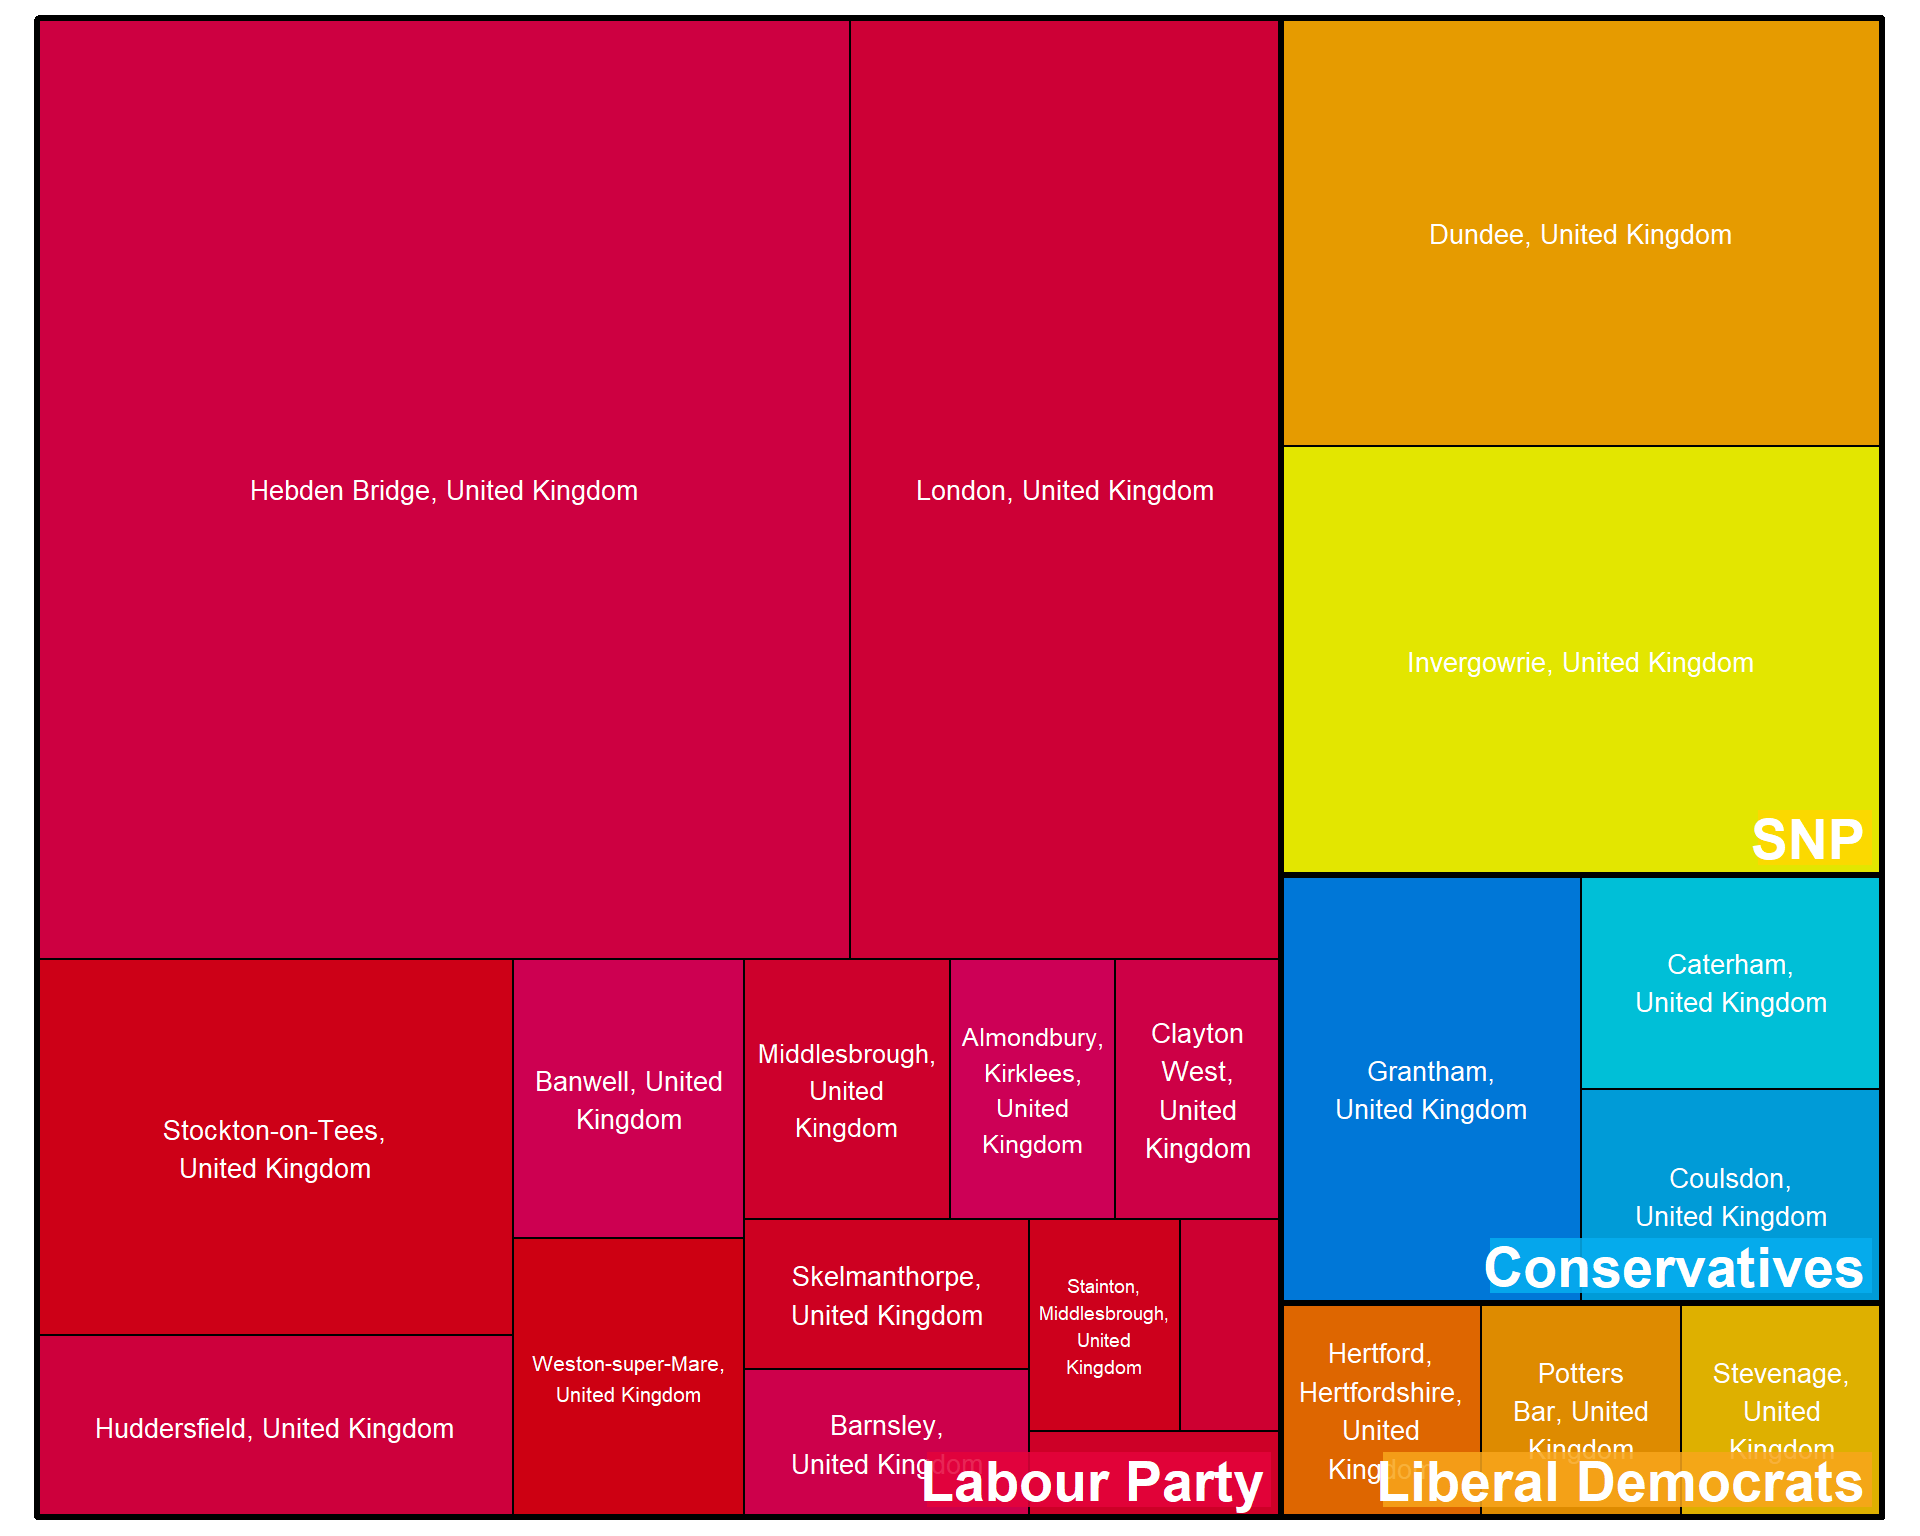 Hebden Bridge, United Kingdom
London, United Kingdom
Dundee, United Kingdom
Invergowrie, United Kingdom
SNP
Stockton-on-Tees,
United Kingdom
Huddersfield, United Kingdom
Banwell, United
Kingdom
Weston-super-Mare,
United Kingdom
Middlesbrough,
United
Kingdom
Almondbury,
Kirklees,
United
Kingdom
Clayton
West,
United
Kingdom
Skelmanthorpe,
United Kingdom
Barnsley,
United Kingdom
Stainton,
Middlesbrough,
United
Kingdom
Labour Party
Grantham,
United Kingdom
Caterham,
United Kingdom
Coulsdon,
United Kingdom
Conservatives
Hertford,
Hertfordshire,
United
Kingdom
Potters
Bar, United
Kingdom
Stevenage,
United
Kingdom
Liberal Democrats